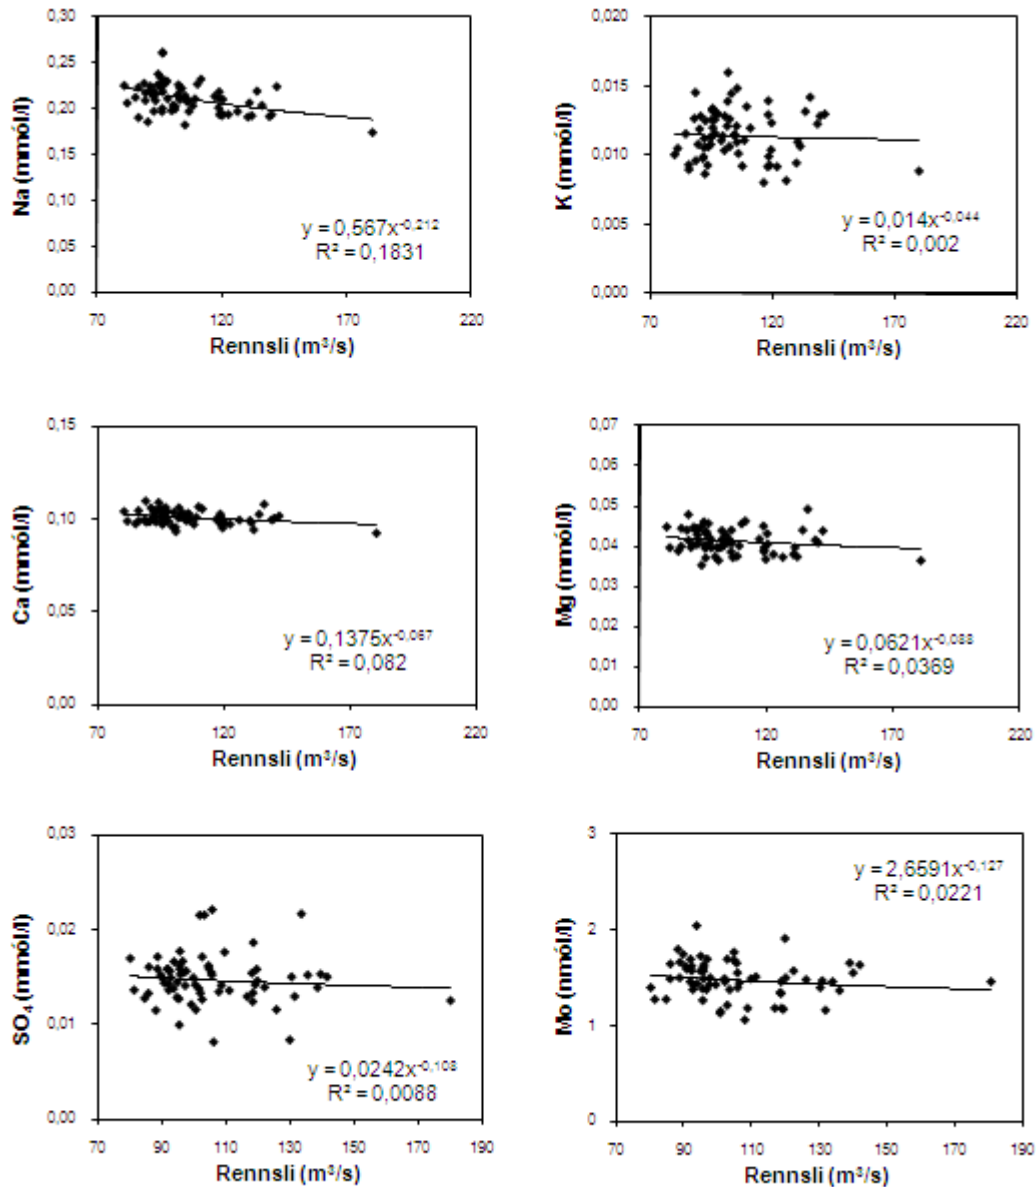 0,30
0,25
0,20
0,15
0,10
0,05
0,00
Na (mmól/l)
y = 0,567x^-0,212
R² = 0,1831
70 120 170 220
Rennsli (m³/s)
0,020
0,015
0,010
0,005
0,000
K (mmól/l)
y = 0,014x^-0,044
R² = 0,002
70 120 170 220
Rennsli (m³/s)
0,15
0,10
0,05
0,00
Ca (mmól/l)
y = 0,1375x^-0,067
R² = 0,082
70 120 170 220
Rennsli (m³/s)
0,07
0,06
0,05
0,04
0,03
0,02
0,01
0,00
Mg (mmól/l)
y = 0,0621x^-0,088
R² = 0,0369
70 120 170 220
Rennsli (m³/s)
0,03
0,02
0,01
0,00
SO₄ (mmól/l)
y = 0,0242x^-0,108
R² = 0,0088
70 90 110 130 150 170 190
Rennsli (m³/s)
3
2
1
0
Mo (mmól/l)
y = 2,6591x^-0,127
R² = 0,0221
70 90 110 130 150 170 190
Rennsli (m³/s)